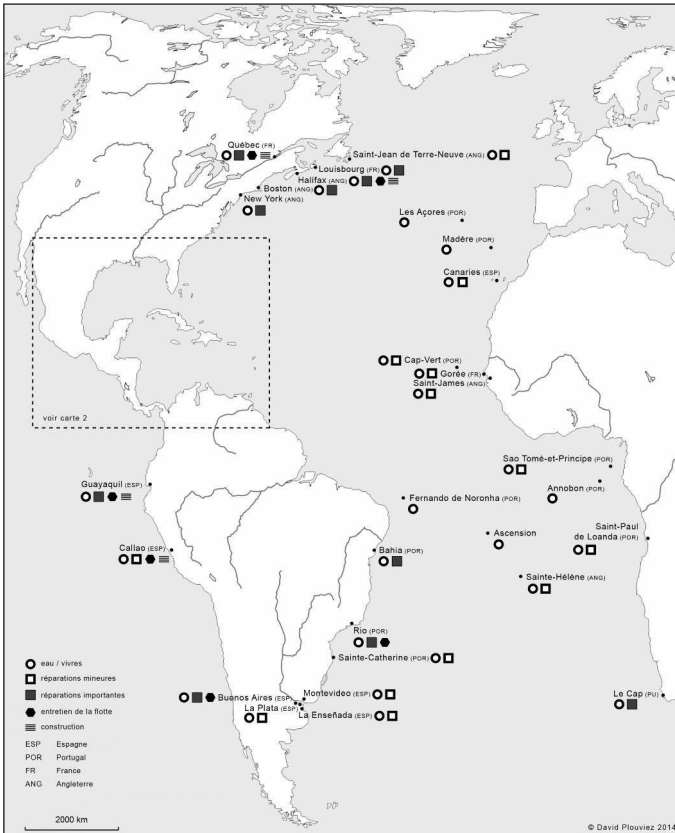 Québec (FR)
Saint-Jean de Terre-Neuve (ANG)
Louisbourg (FR)
Halifax (ANG)
Boston (ANG)
New York (ANG)
Les Açores (POR)
Madère (POR)
Canaries (ESP)
Cap-Vert (POR)
Gorée (FR)
Saint-James (ANG)
voir carte 2
Sao Tomé-et-Principe (POR)
Guayaquil (ESP)
Annobon (POR)
Fernando de Noronha (POR)
Ascension
Saint-Paul
de Loanda (POR)
Callao (ESP)
Bahia (POR)
Sainte-Hélène (ANG)
Rio (POR)
Sainte-Catherine (POR)
Buenos Aires (ESP)
Montevideo (ESP)
La Plata (ESP)
La Enseñada (ESP)
Le Cap (PU)
eau / vivres
réparations mineures
réparations importantes
entretien de la flotte
construction
ESP Espagne
POR Portugal
FR France
ANG Angleterre
2000 km
© David Plouviez 2014